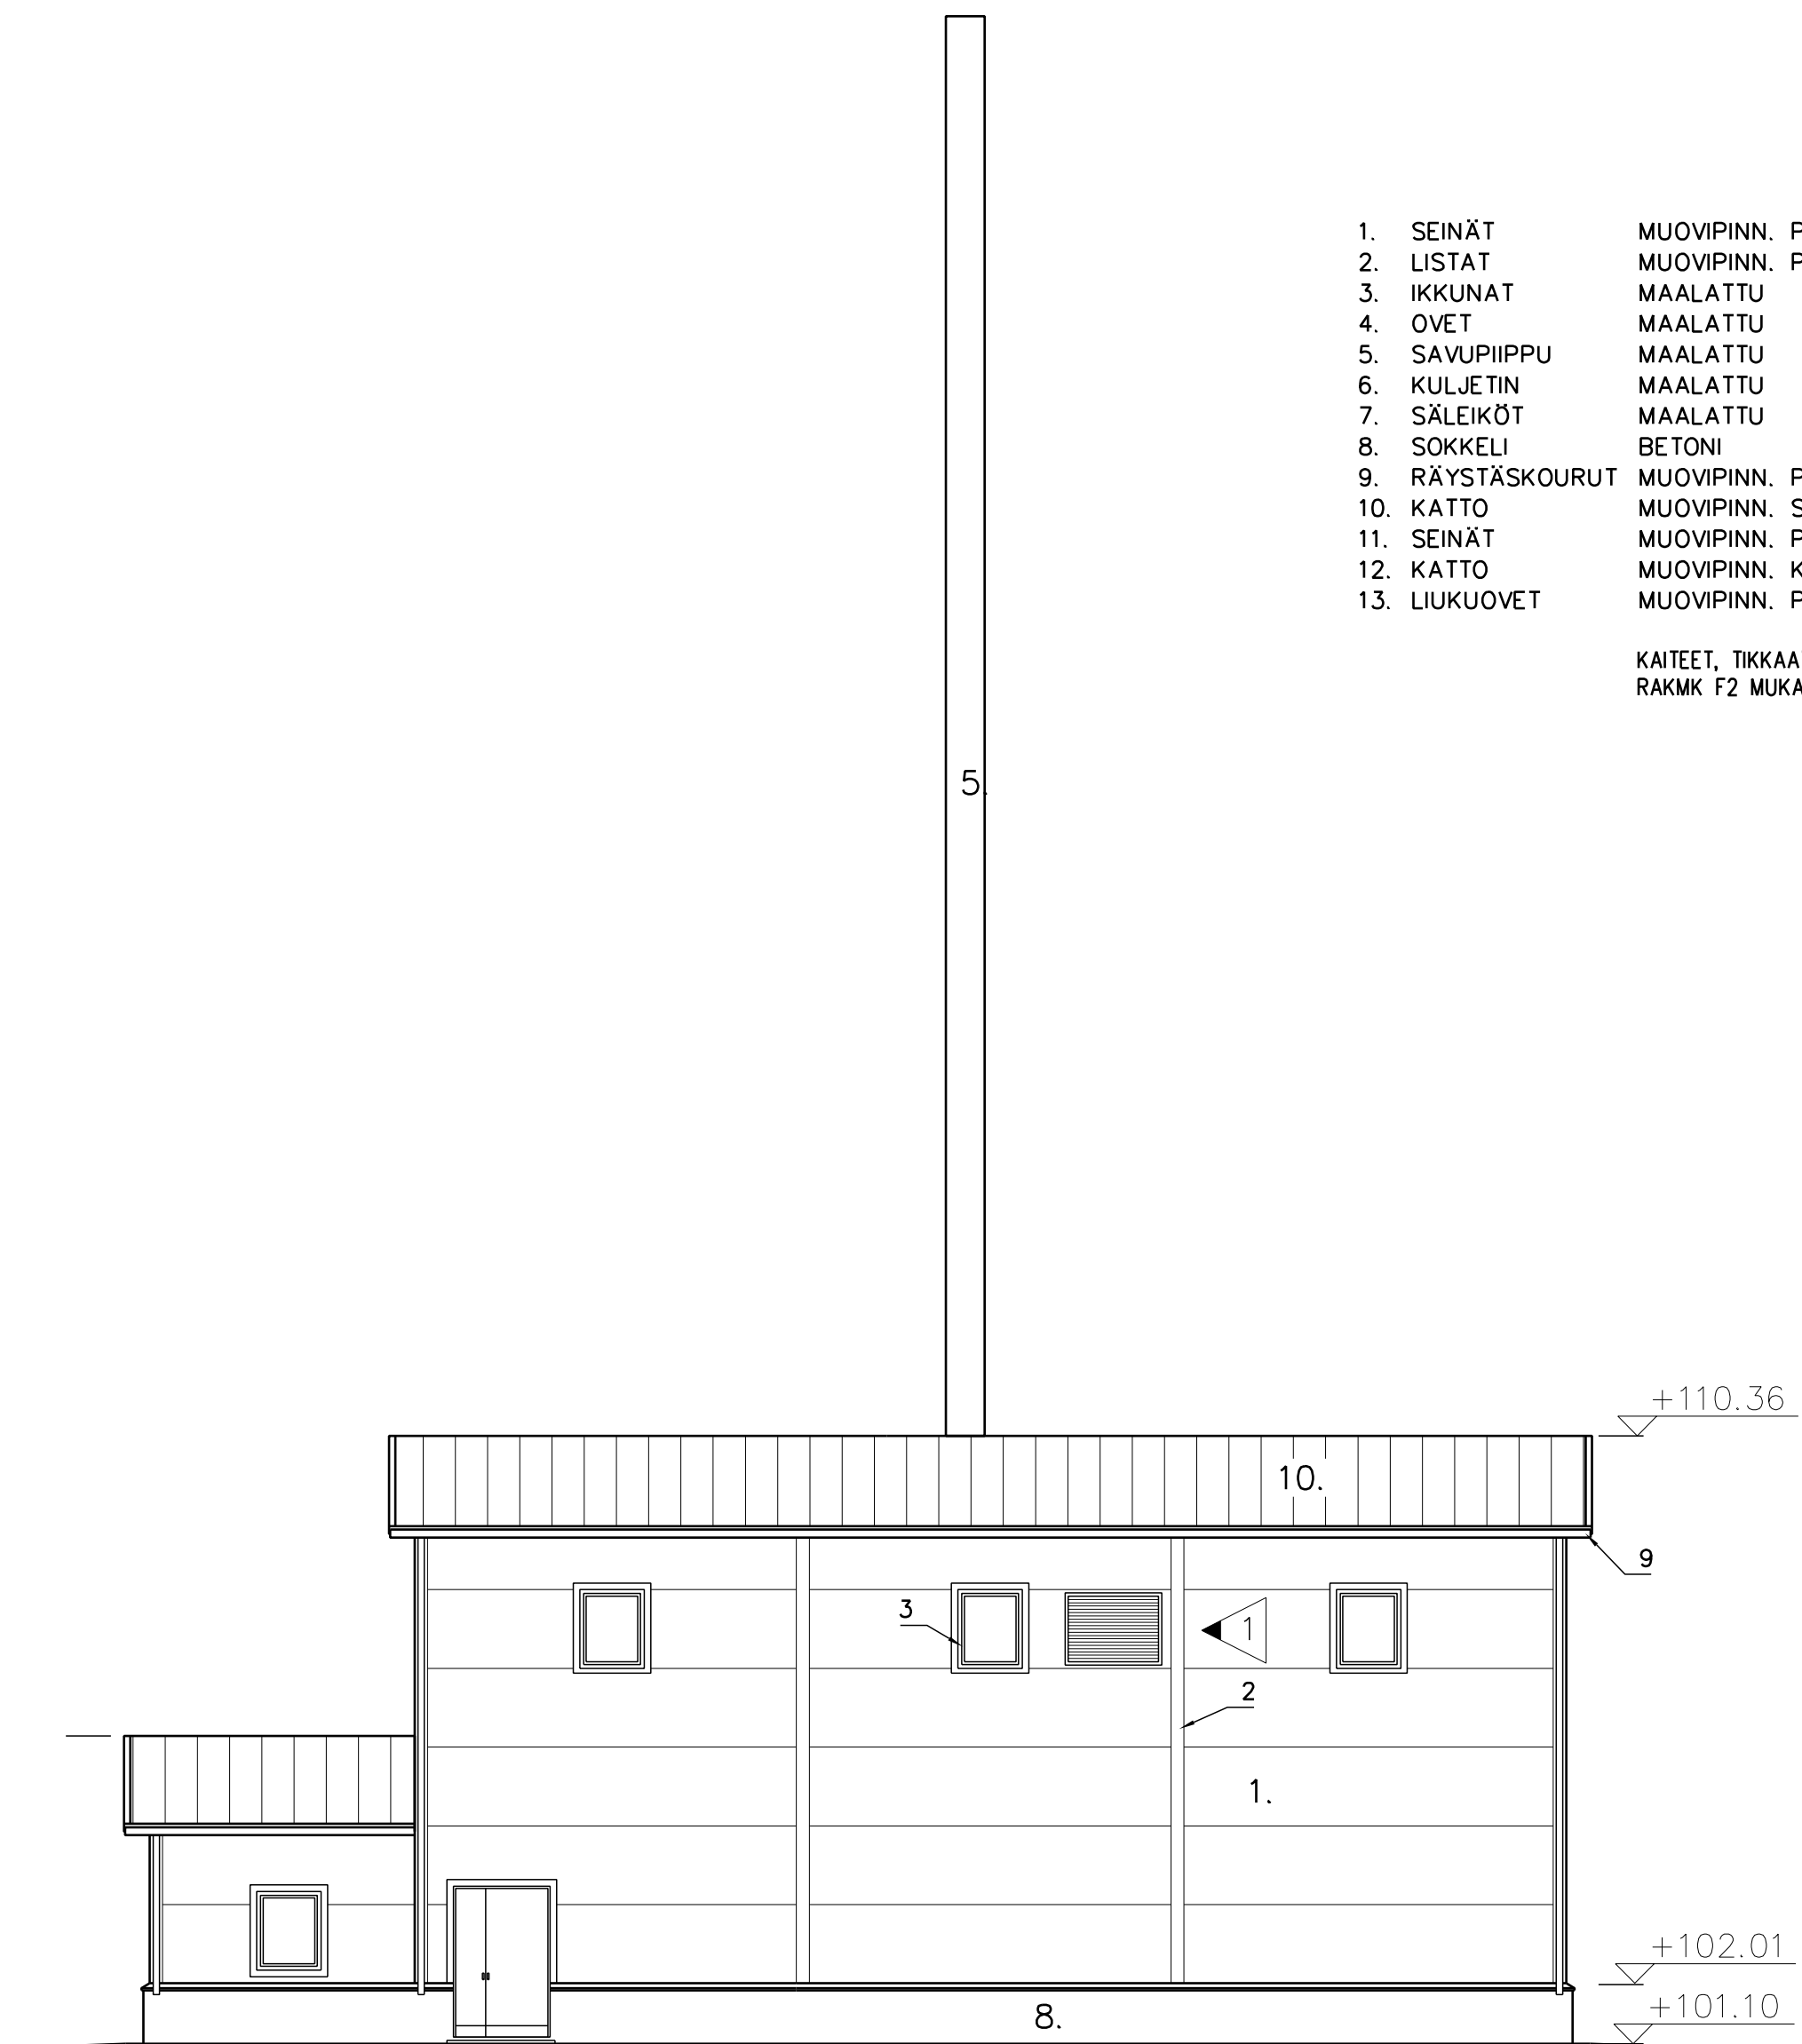 1. SEINÄT MUOVIPINN. P
2. LISTAT MUOVIPINN. P
3. IKKUNAT MAALATTU
4. OVET MAALATTU
5. SAVUPIIPPU MAALATTU
6. KULJETIN MAALATTU
7. SÄLEIKÖT MAALATTU
8. SOKKELI BETONI
9. RÄYSTÄSKOURUT MUOVIPINN. P
10. KATTO MUOVIPINN. S
11. SEINÄT MUOVIPINN. P
12. KATTO MUOVIPINN. K
13. LIUKUOVET MUOVIPINN. P
KAITEET, TIKKAA
RAKMK F2 MUKA
5.
+110.36
10.
9
3
1
2
1.
+102.01
+101.10
8.